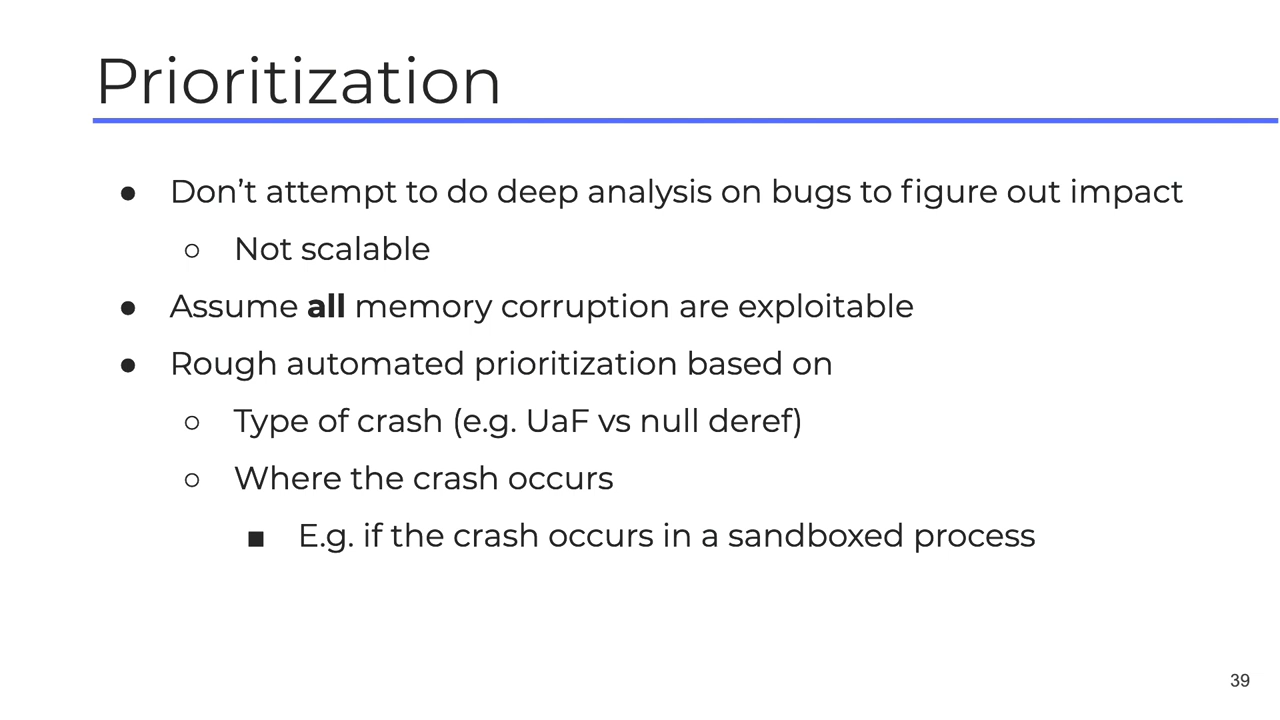 Prioritization
● Don’t attempt to do deep analysis on bugs to figure out impact
○ Not scalable
● Assume all memory corruption are exploitable
● Rough automated prioritization based on
○ Type of crash (e.g. UaF vs null deref)
○ Where the crash occurs
■ E.g. if the crash occurs in a sandboxed process
39